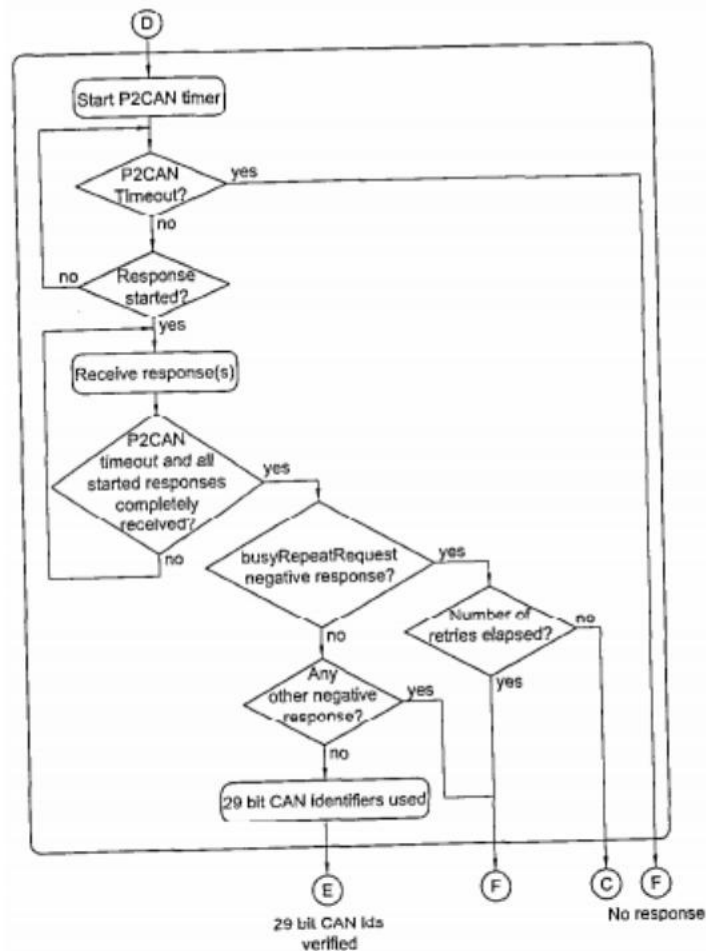 D
Start P2CAN timer
P2CAN
Timeout?
yes
no
no
Response
started?
yes
Receive response(s)
P2CAN
timeout and all
started responses
completely
received?
yes
no
busyRepeatRequest
negative response?
yes
no
Number of
retries elapsed?
no
yes
Any
other negative
response?
yes
no
29 bit CAN identifiers used
E
F
C
F
29 bit CAN Ids
verified
No response